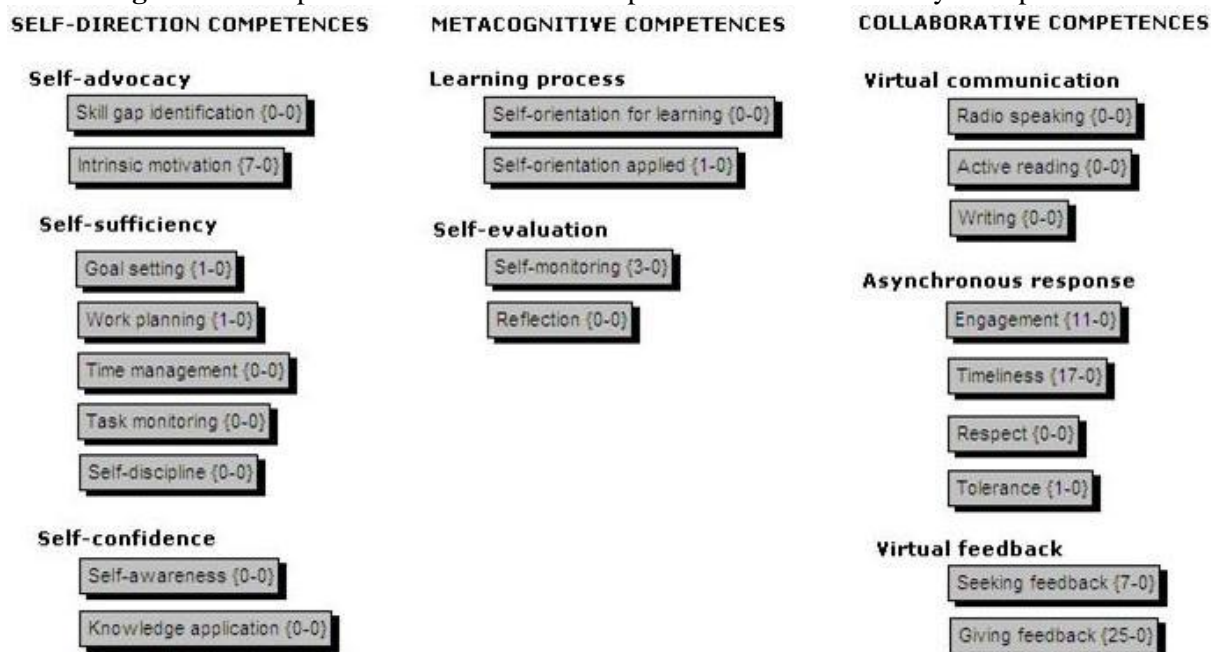 SELF-DIRECTION COMPETENCES
Self-advocacy
Skill gap identification {0-0}
Intrinsic motivation {7-0}
Self-sufficiency
Goal setting {1-0}
Work planning {1-0}
Time management {0-0}
Task monitoring {0-0}
Self-discipline {0-0}
Self-confidence
Self-awareness {0-0}
Knowledge application {0-0}
METACOGNITIVE COMPETENCES
Learning process
Self-orientation for learning {0-0}
Self-orientation applied {1-0}
Self-evaluation
Self-monitoring {3-0}
Reflection {0-0}
COLLABORATIVE COMPETENCES
Virtual communication
Radio speaking {0-0}
Active reading {0-0}
Writing {0-0}
Asynchronous response
Engagement {11-0}
Timeliness {17-0}
Respect {0-0}
Tolerance {1-0}
Virtual feedback
Seeking feedback {7-0}
Giving feedback {25-0}